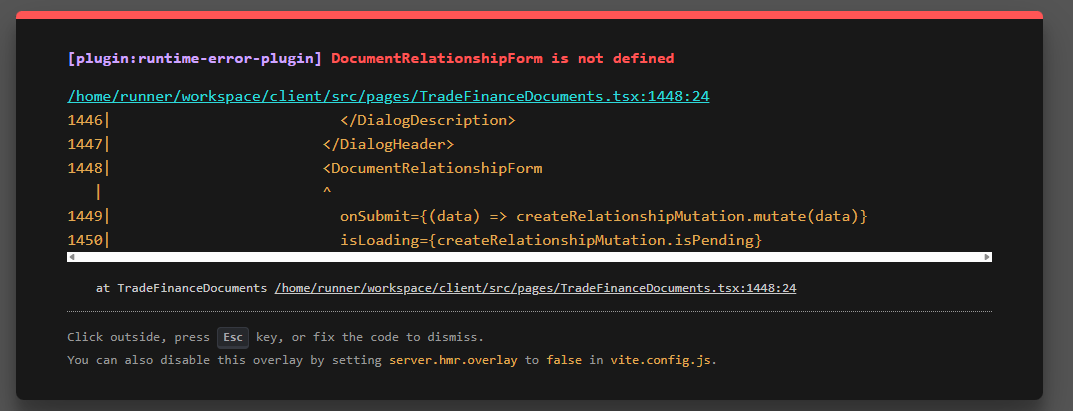 [plugin:runtime-error-plugin] DocumentRelationshipForm is not defined
/home/runner/workspace/client/src/pages/TradeFinanceDocuments.tsx:1448:24
1446|                           </DialogDescription>
1447|                         </DialogHeader>
1448|                         <DocumentRelationshipForm
    |                         ^
1449|                           onSubmit={(data) => createRelationshipMutation.mutate(data)}
1450|                           isLoading={createRelationshipMutation.isPending}
at TradeFinanceDocuments /home/runner/workspace/client/src/pages/TradeFinanceDocuments.tsx:1448:24
Click outside, press Esc key, or fix the code to dismiss.
You can also disable this overlay by setting server.hmr.overlay to false in vite.config.js.